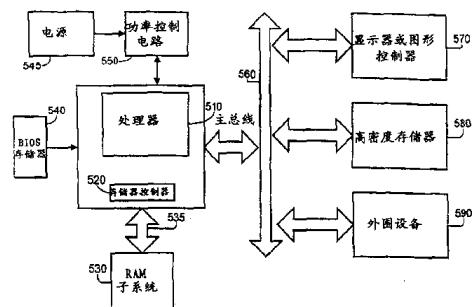 电源
545
功率控制
电路
550
560
显示器或图形
控制器
570
540
BIOS
存储器
处理器
510
主总线
高密度存储器
580
520
存储器控制器
535
外围设备
590
530
RAM
子系统